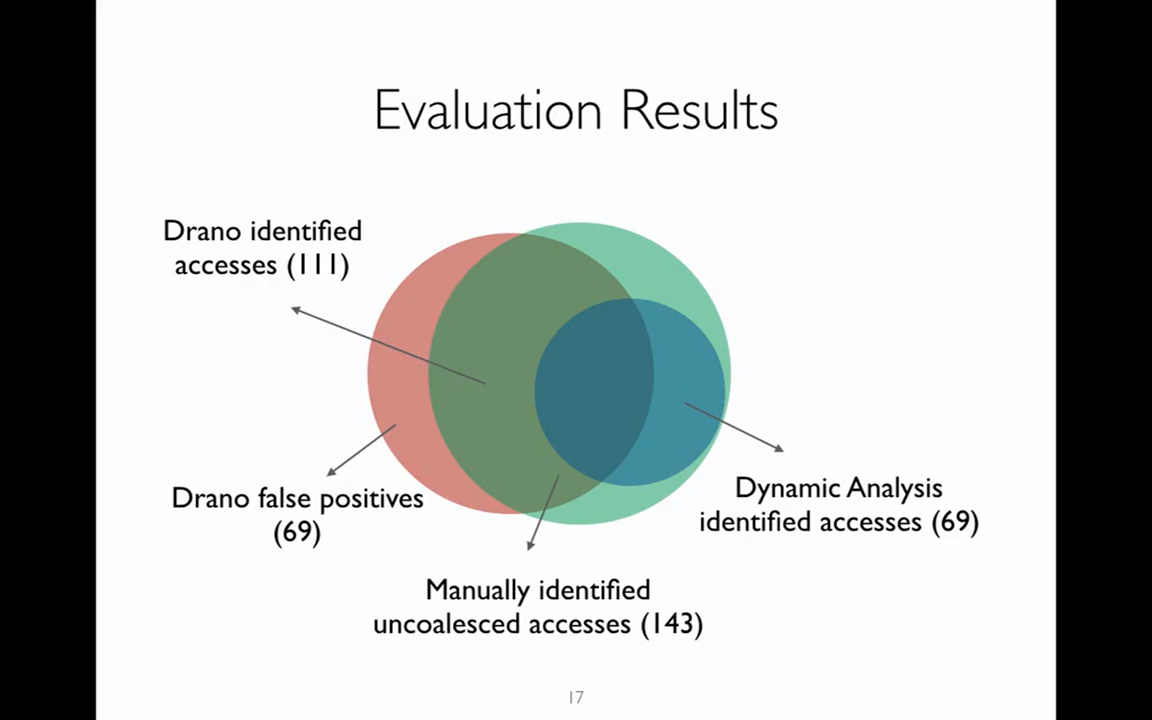 Evaluation Results
Drano identified
accesses (111)
Drano false positives
(69)
Manually identified
uncoalesced accesses (143)
Dynamic Analysis
identified accesses (69)
17